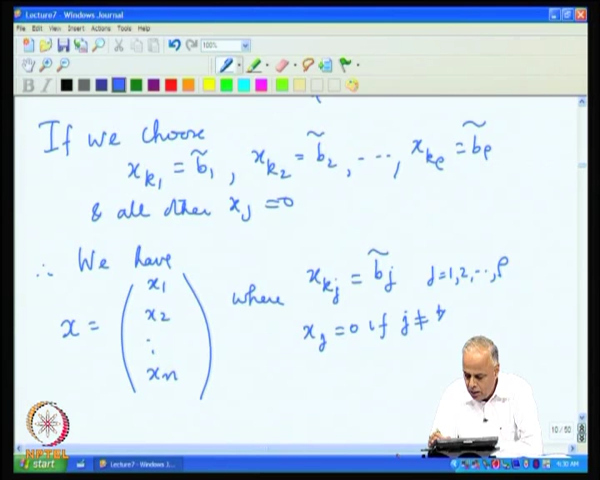 Lecture7 - Windows Journal
File Edit View Insert Actions Tools Help
100%
B I
If we choose
x_{k_1} = b̃_1, x_{k_2} = b̃_2, ..., x_{k_ρ} = b̃_ρ
& all other x_j = 0
∴ We have
x = (x_1 x_2 ⋮ x_n) where x_{k_j} = b̃_j j=1,2,..,ρ
x_j = 0 if j ≠
10 / 50
NPTEL
start
Lecture7 - Windows J...